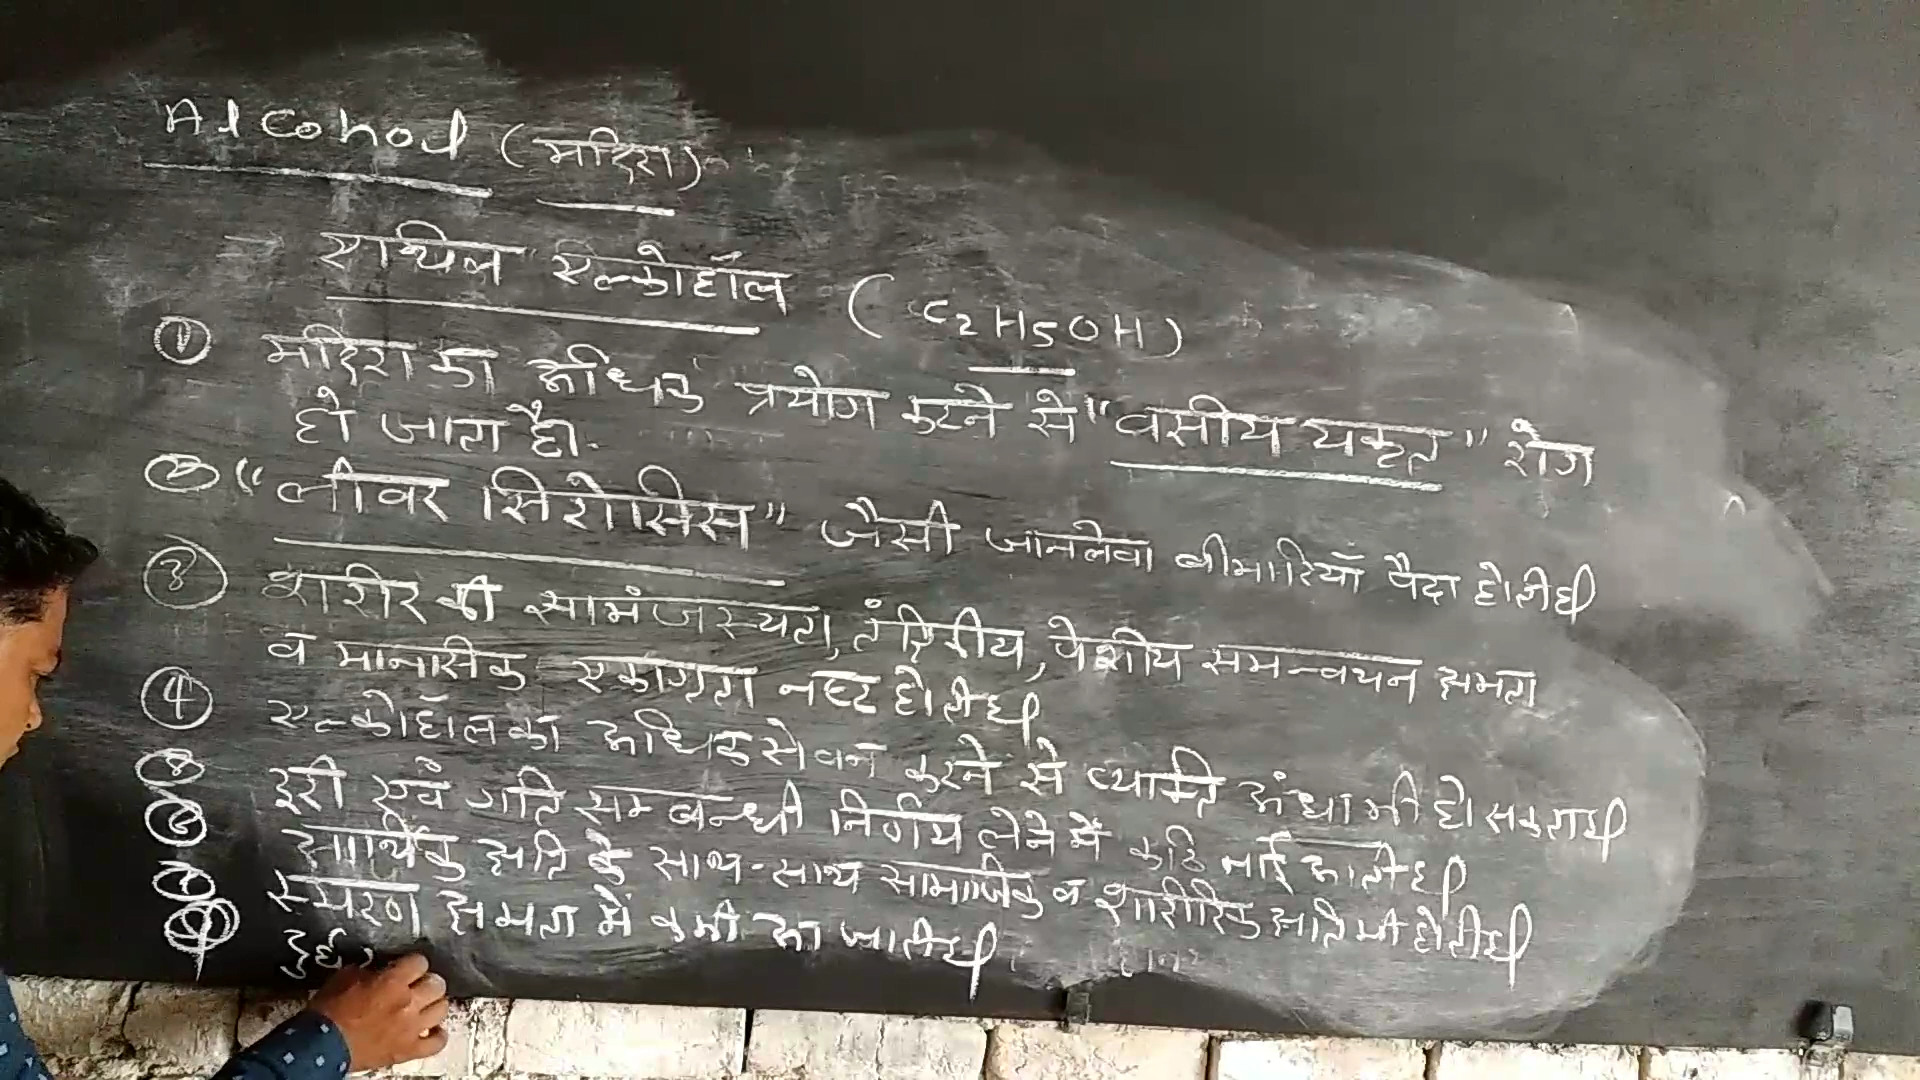 Alcohol (मदिरा)
एथिल एल्कोहॉल (C2H5OH)
① मदिरा का अधिक प्रयोग करने से "वसीय यकृत" रोग
हो जाता है।
② "लीवर सिरोसिस" जैसी जानलेवा बीमारियाँ पैदा होती है।
③ शरीर की सामंजस्यता, तंत्रिकीय, पेशीय समन्वयन क्षमता
व मानसिक एकाग्रता नष्ट होती है।
④ एल्कोहॉल का अधिक सेवन करने से व्यक्ति अंधा भी हो सकता है।
⑤ दूरी एवं गति सम्बन्धी निर्णय लेने में कठिनाई आती है।
⑥ आर्थिक क्षति के साथ-साथ सामाजिक व शारीरिक क्षति भी होती है।
⑦ स्मरण क्षमता में कमी आ जाती है।